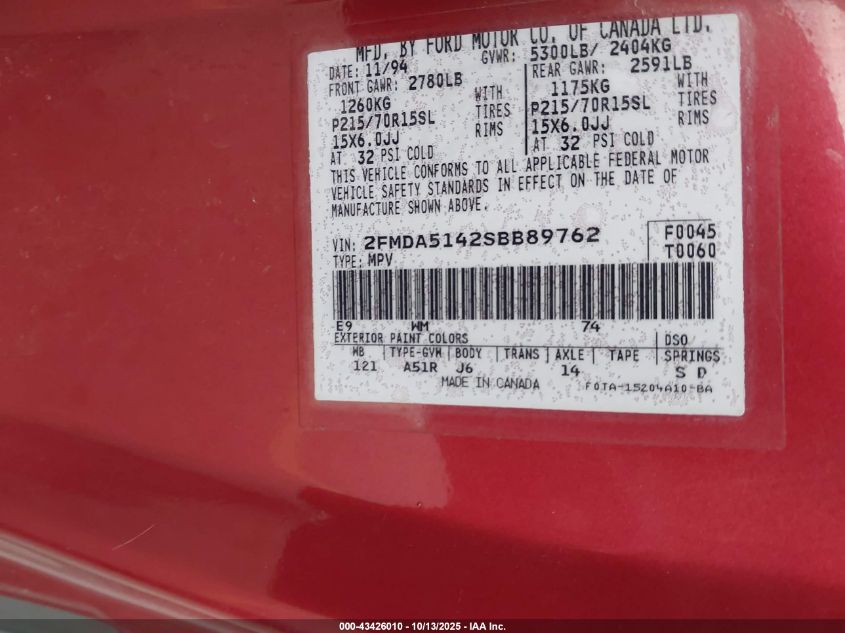 MFD. BY FORD MOTOR CO. OF CANADA LTD.
DATE: 11/94 GVWR: 5300LB/ 2404KG
FRONT GAWR: 2780LB REAR GAWR: 2591LB
1260KG WITH 1175KG WITH
P215/70R15SL TIRES P215/70R15SL TIRES
15X6.0JJ RIMS 15X6.0JJ RIMS
AT 32 PSI COLD AT 32 PSI COLD
THIS VEHICLE CONFORMS TO ALL APPLICABLE FEDERAL MOTOR
VEHICLE SAFETY STANDARDS IN EFFECT ON THE DATE OF
MANUFACTURE SHOWN ABOVE.
VIN: 2FMDA5142SBB89762 F0045
TYPE: MPV T0060
E9 WM 74
EXTERIOR PAINT COLORS DSO
WB TYPE-GVM BODY TRANS AXLE TAPE SPRINGS
121 A51R J6 14 S D
MADE IN CANADA F0TA-15204A10-BA
000-43426010 - 10/13/2025 - IAA Inc.